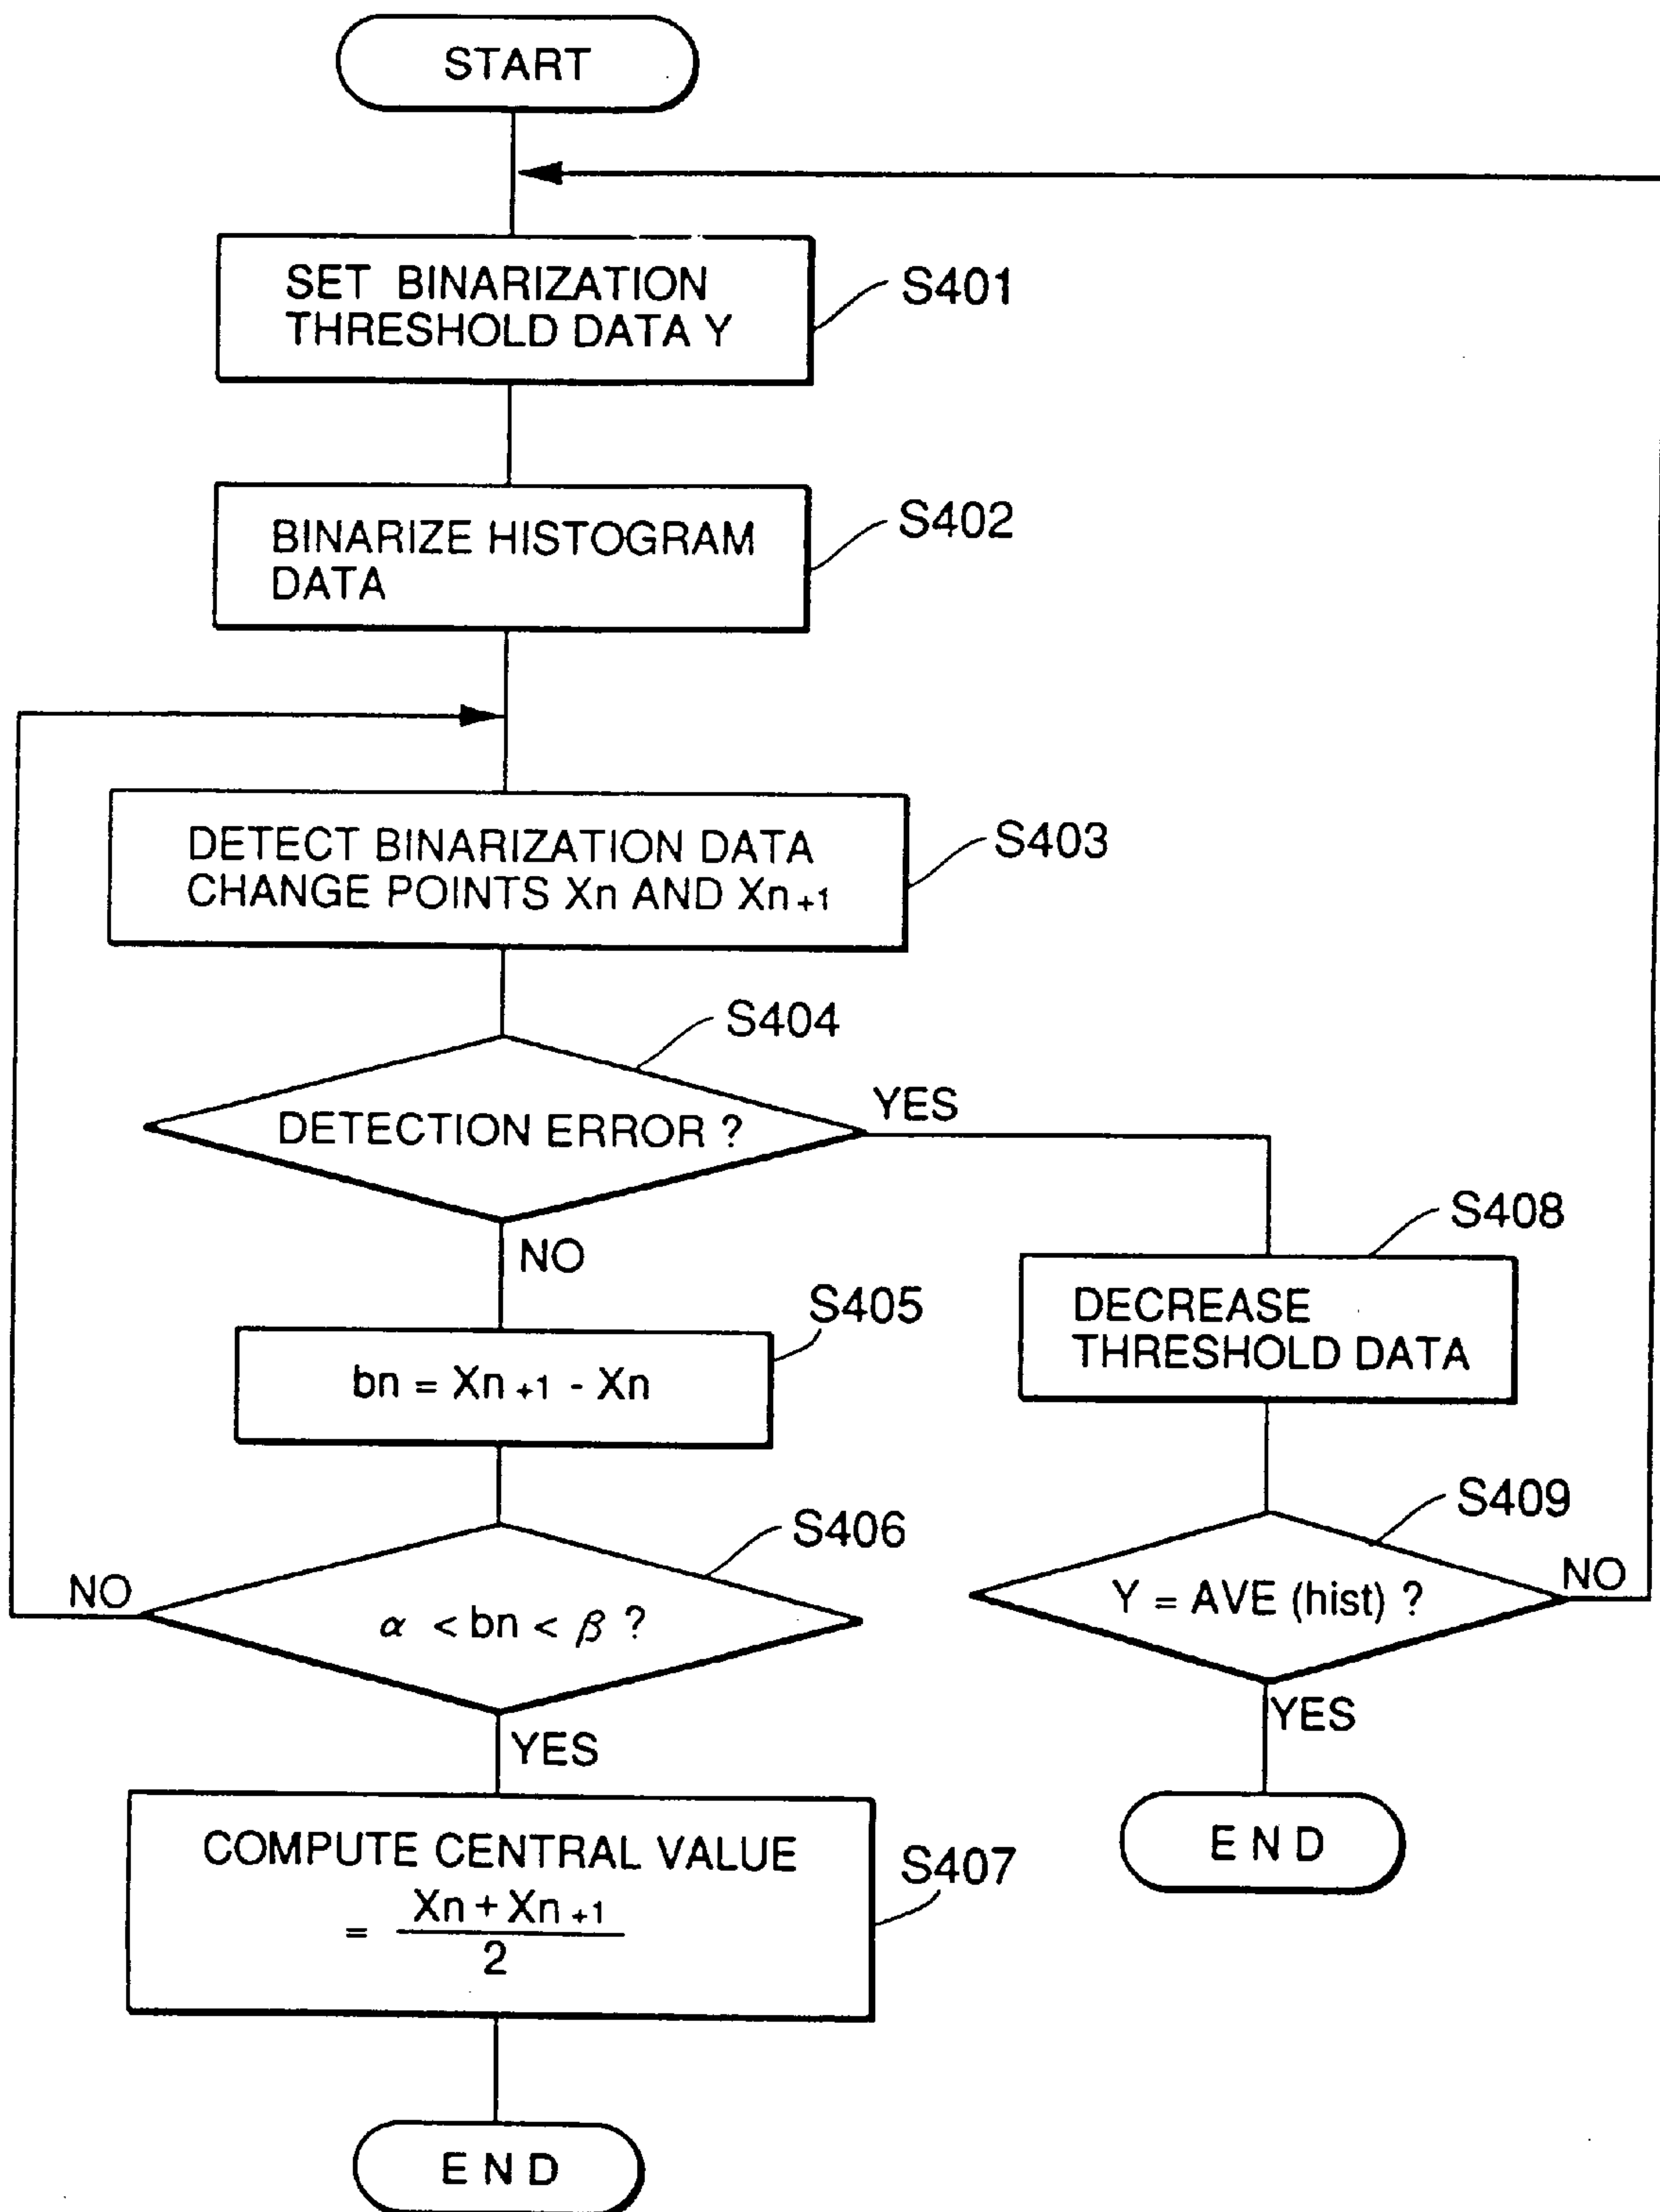 START
SET BINARIZATION
THRESHOLD DATA Y
S401
BINARIZE HISTOGRAM
DATA
S402
DETECT BINARIZATION DATA
CHANGE POINTS Xn AND Xn+1
S403
S404
DETECTION ERROR ?
YES
NO
S405
bn = Xn+1 - Xn
S406
α < bn < β ?
NO
YES
COMPUTE CENTRAL VALUE
= Xn + Xn+1
2
S407
END
S408
DECREASE
THRESHOLD DATA
S409
Y = AVE (hist) ?
NO
YES
END